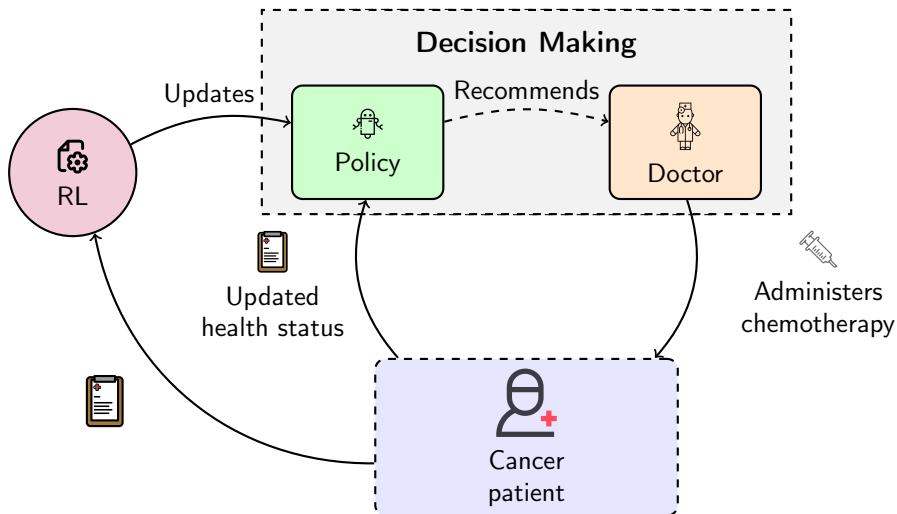 Decision Making
Updates
Recommends
Policy
Doctor
RL
Updated
health status
Administers
chemotherapy
Cancer
patient